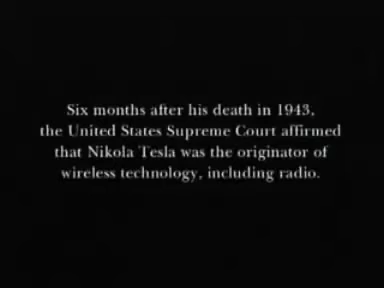 Six months after his death in 1943,
the United States Supreme Court affirmed
that Nikola Tesla was the originator of
wireless technology, including radio.